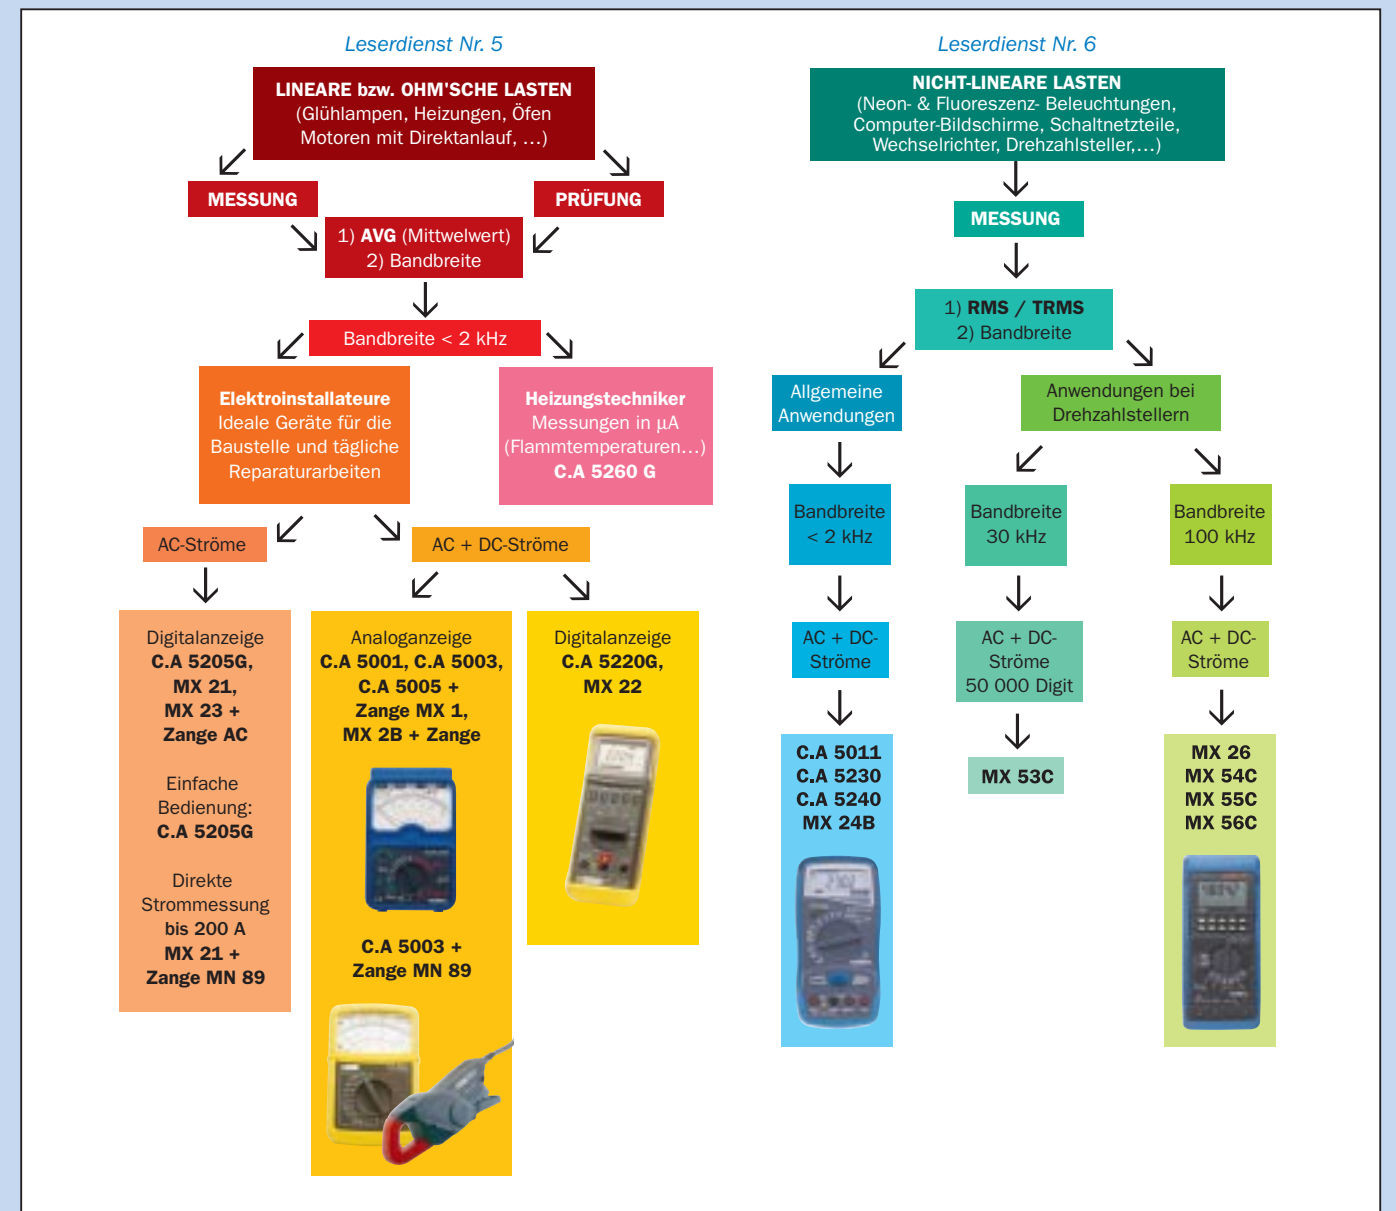 Leserdienst Nr. 5
LINEARE bzw. OHM'SCHE LASTEN
(Glühlampen, Heizungen, Öfen
Motoren mit Direktanlauf, ...)
MESSUNG
PRÜFUNG
1) AVG (Mittwelwert)
2) Bandbreite
Bandbreite < 2 kHz
Elektroinstallateure
Ideale Geräte für die
Baustelle und tägliche
Reparaturarbeiten
Heizungstechniker
Messungen in µA
(Flammtemperaturen...)
C.A 5260 G
AC-Ströme
AC + DC-Ströme
Digitalanzeige
C.A 5205G,
MX 21,
MX 23 +
Zange AC
Einfache
Bedienung:
C.A 5205G
Direkte
Strommessung
bis 200 A
MX 21 +
Zange MN 89
Analoganzeige
C.A 5001, C.A 5003,
C.A 5005 +
Zange MX 1,
MX 2B + Zange
C.A 5003 +
Zange MN 89
Digitalanzeige
C.A 5220G,
MX 22
Leserdienst Nr. 6
NICHT-LINEARE LASTEN
(Neon- & Fluoreszenz- Beleuchtungen,
Computer-Bildschirme, Schaltnetzteile,
Wechselrichter, Drehzahlsteller,...)
MESSUNG
1) RMS / TRMS
2) Bandbreite
Allgemeine
Anwendungen
Anwendungen bei
Drehzahlstellern
Bandbreite
< 2 kHz
Bandbreite
30 kHz
Bandbreite
100 kHz
AC + DC-
Ströme
AC + DC-
Ströme
50 000 Digit
AC + DC-
Ströme
C.A 5011
C.A 5230
C.A 5240
MX 24B
MX 53C
MX 26
MX 54C
MX 55C
MX 56C